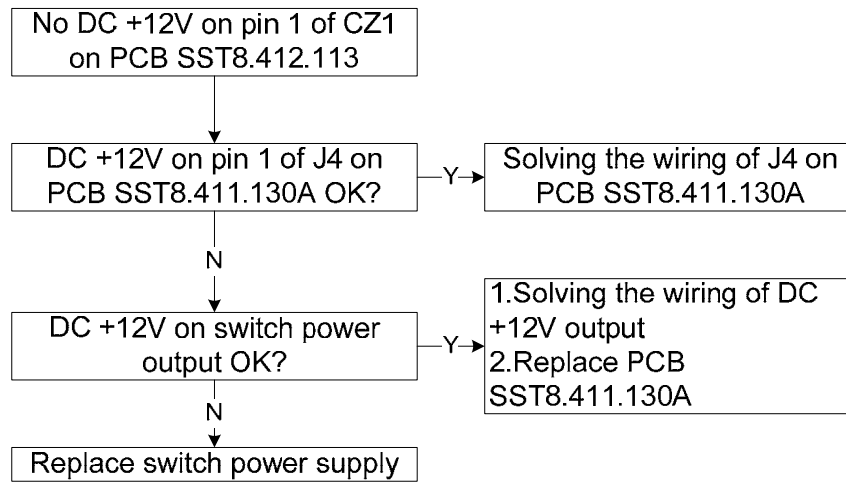 No DC +12V on pin 1 of CZ1
on PCB SST8.412.113
DC +12V on pin 1 of J4 on
PCB SST8.411.130A OK?
Y
Solving the wiring of J4 on
PCB SST8.411.130A
N
DC +12V on switch power
output OK?
Y
1.Solving the wiring of DC
+12V output
2.Replace PCB
SST8.411.130A
N
Replace switch power supply